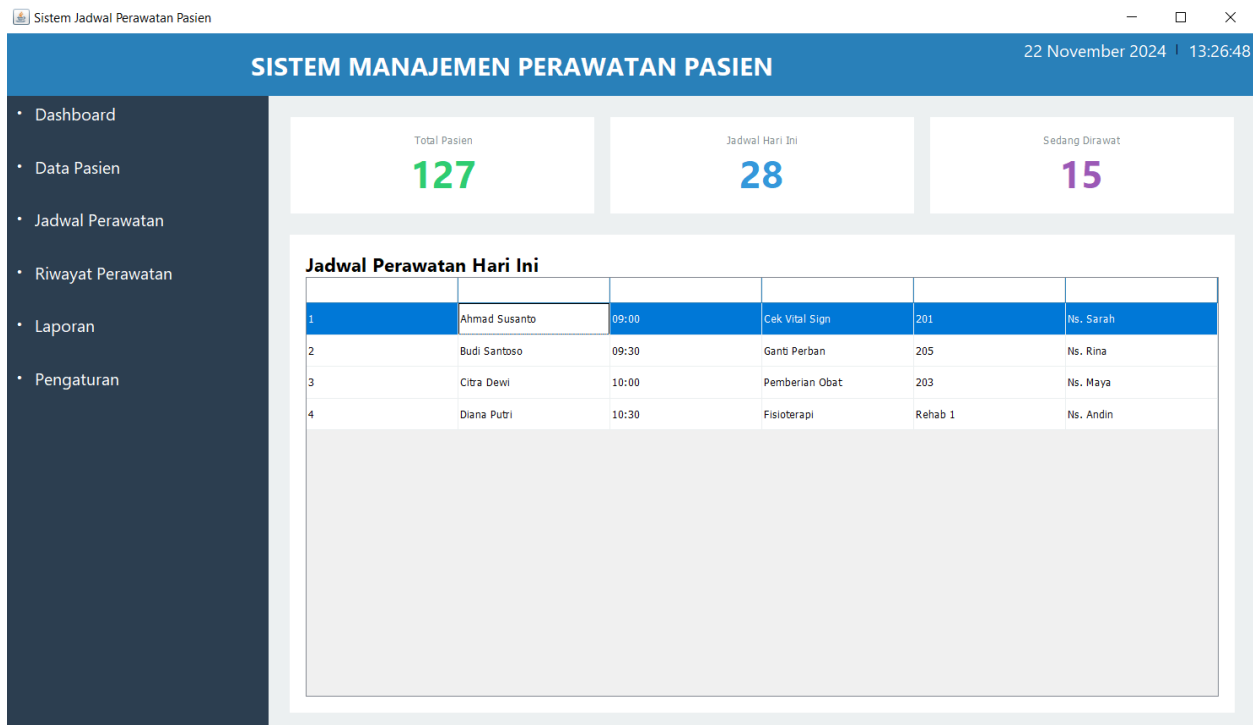 Sistem Jadwal Perawatan Pasien
SISTEM MANAJEMEN PERAWATAN PASIEN
22 November 2024 | 13:26:48
• Dashboard
• Data Pasien
• Jadwal Perawatan
• Riwayat Perawatan
• Laporan
• Pengaturan
Total Pasien
127
Jadwal Hari Ini
28
Sedang Dirawat
15
Jadwal Perawatan Hari Ini
1 Ahmad Susanto 09:00 Cek Vital Sign 201 Ns. Sarah
2 Budi Santoso 09:30 Ganti Perban 205 Ns. Rina
3 Citra Dewi 10:00 Pemberian Obat 203 Ns. Maya
4 Diana Putri 10:30 Fisioterapi Rehab 1 Ns. Andin